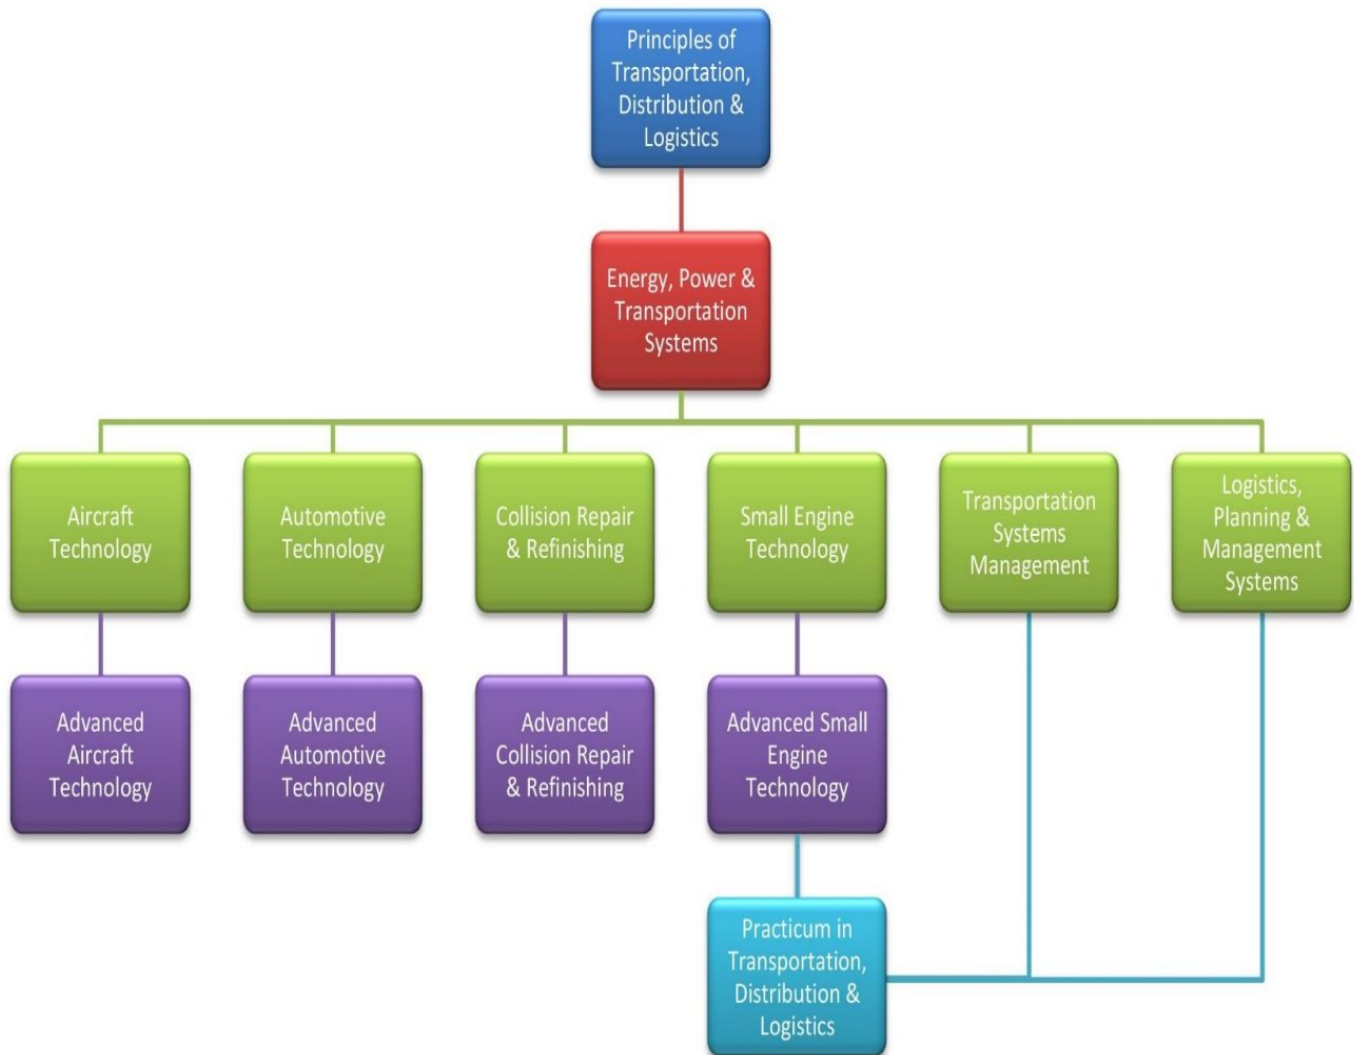 Principles of
Transportation,
Distribution &
Logistics
Energy, Power &
Transportation
Systems
Aircraft
Technology
Automotive
Technology
Collision Repair
& Refinishing
Small Engine
Technology
Transportation
Systems
Management
Logistics,
Planning &
Management
Systems
Advanced
Aircraft
Technology
Advanced
Automotive
Technology
Advanced
Collision Repair
& Refinishing
Advanced Small
Engine
Technology
Practicum in
Transportation,
Distribution &
Logistics